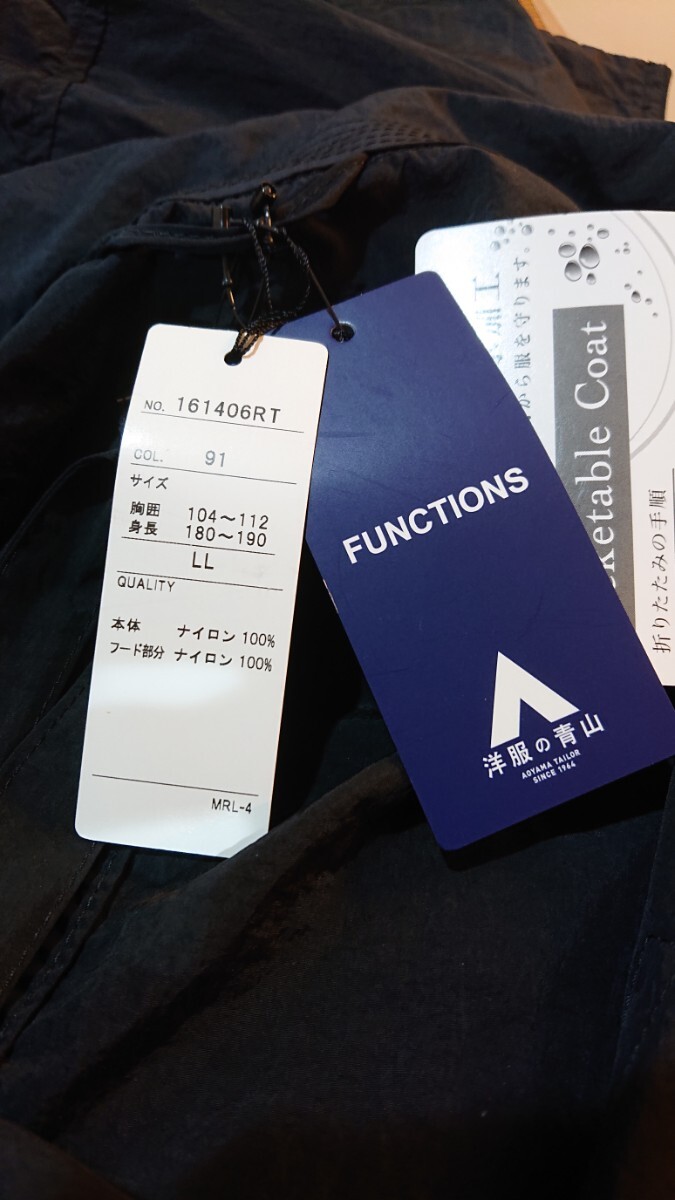 NO. 161406RT
COL. 91
サイズ
胸囲 104～112
身長 180～190
LL
QUALITY
本体 ナイロン 100%
フード部分 ナイロン 100%
MRL-4
FUNCTIONS
洋服の青山
AOYAMA TAILOR
SINCE 1964
加工
から服を守ります。
ketable Coat
折りたたみの手順